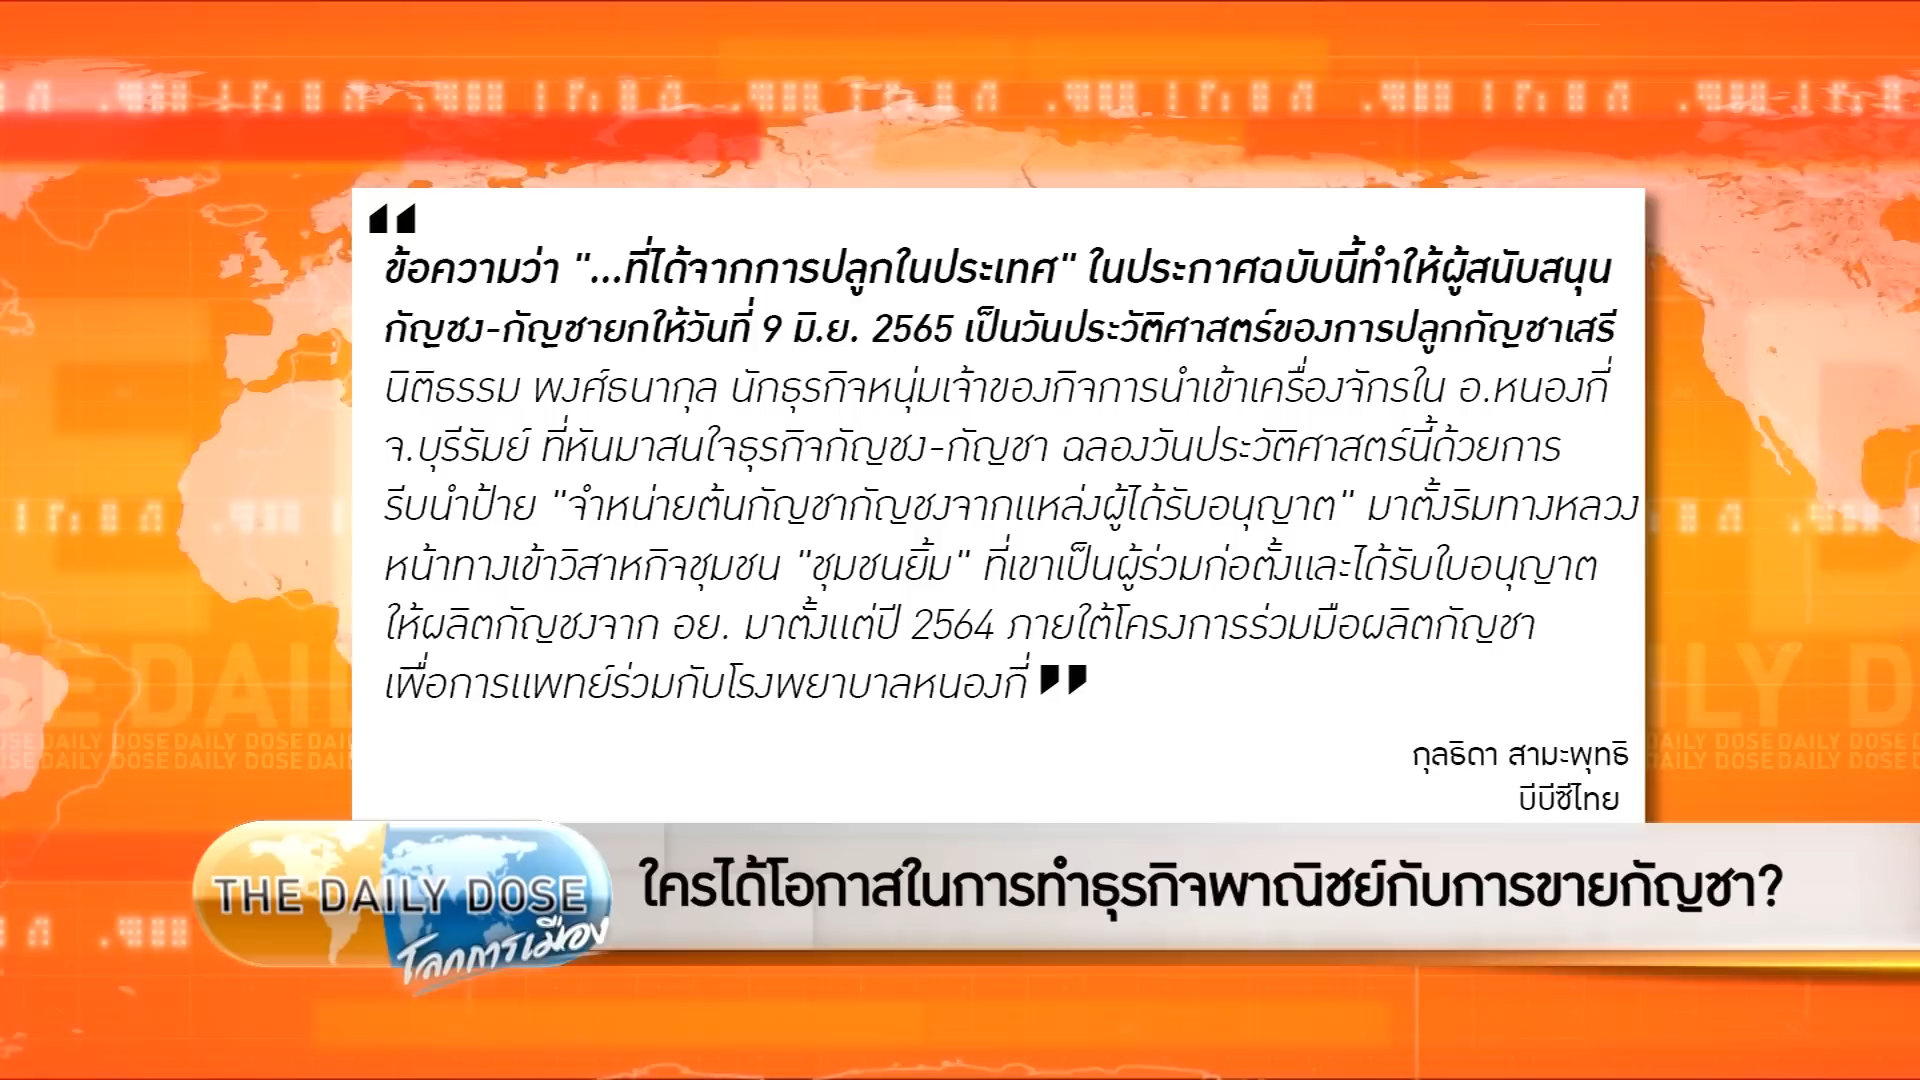 "
ข้อความว่า "...ที่ได้จากการปลูกในประเทศ" ในประกาศฉบับนี้ทำให้ผู้สนับสนุน
กัญชง-กัญชายกให้วันที่ 9 มิ.ย. 2565 เป็นวันประวัติศาสตร์ของการปลูกกัญชาเสรี
นิติธรรม พงศ์ธนากุล นักธุรกิจหนุ่มเจ้าของกิจการนำเข้าเครื่องจักรใน อ.หนองกี่
จ.บุรีรัมย์ ที่หันมาสนใจธุรกิจกัญชง-กัญชา ฉลองวันประวัติศาสตร์นี้ด้วยการ
รีบนำป้าย "จำหน่ายต้นกัญชากัญชงจากแหล่งผู้ได้รับอนุญาต" มาตั้งริมทางหลวง
หน้าทางเข้าวิสาหกิจชุมชน "ชุมชนยิ้ม" ที่เขาเป็นผู้ร่วมก่อตั้งและได้รับใบอนุญาต
ให้ผลิตกัญชงจาก อย. มาตั้งแต่ปี 2564 ภายใต้โครงการร่วมมือผลิตกัญชา
เพื่อการแพทย์ร่วมกับโรงพยาบาลหนองกี่ "
กุลธิดา สามะพุทธิ
บีบีซีไทย
THE DAILY DOSE
โลกการเมือง
ใครได้โอกาสในการทำธุรกิจพาณิชย์กับการขายกัญชา?